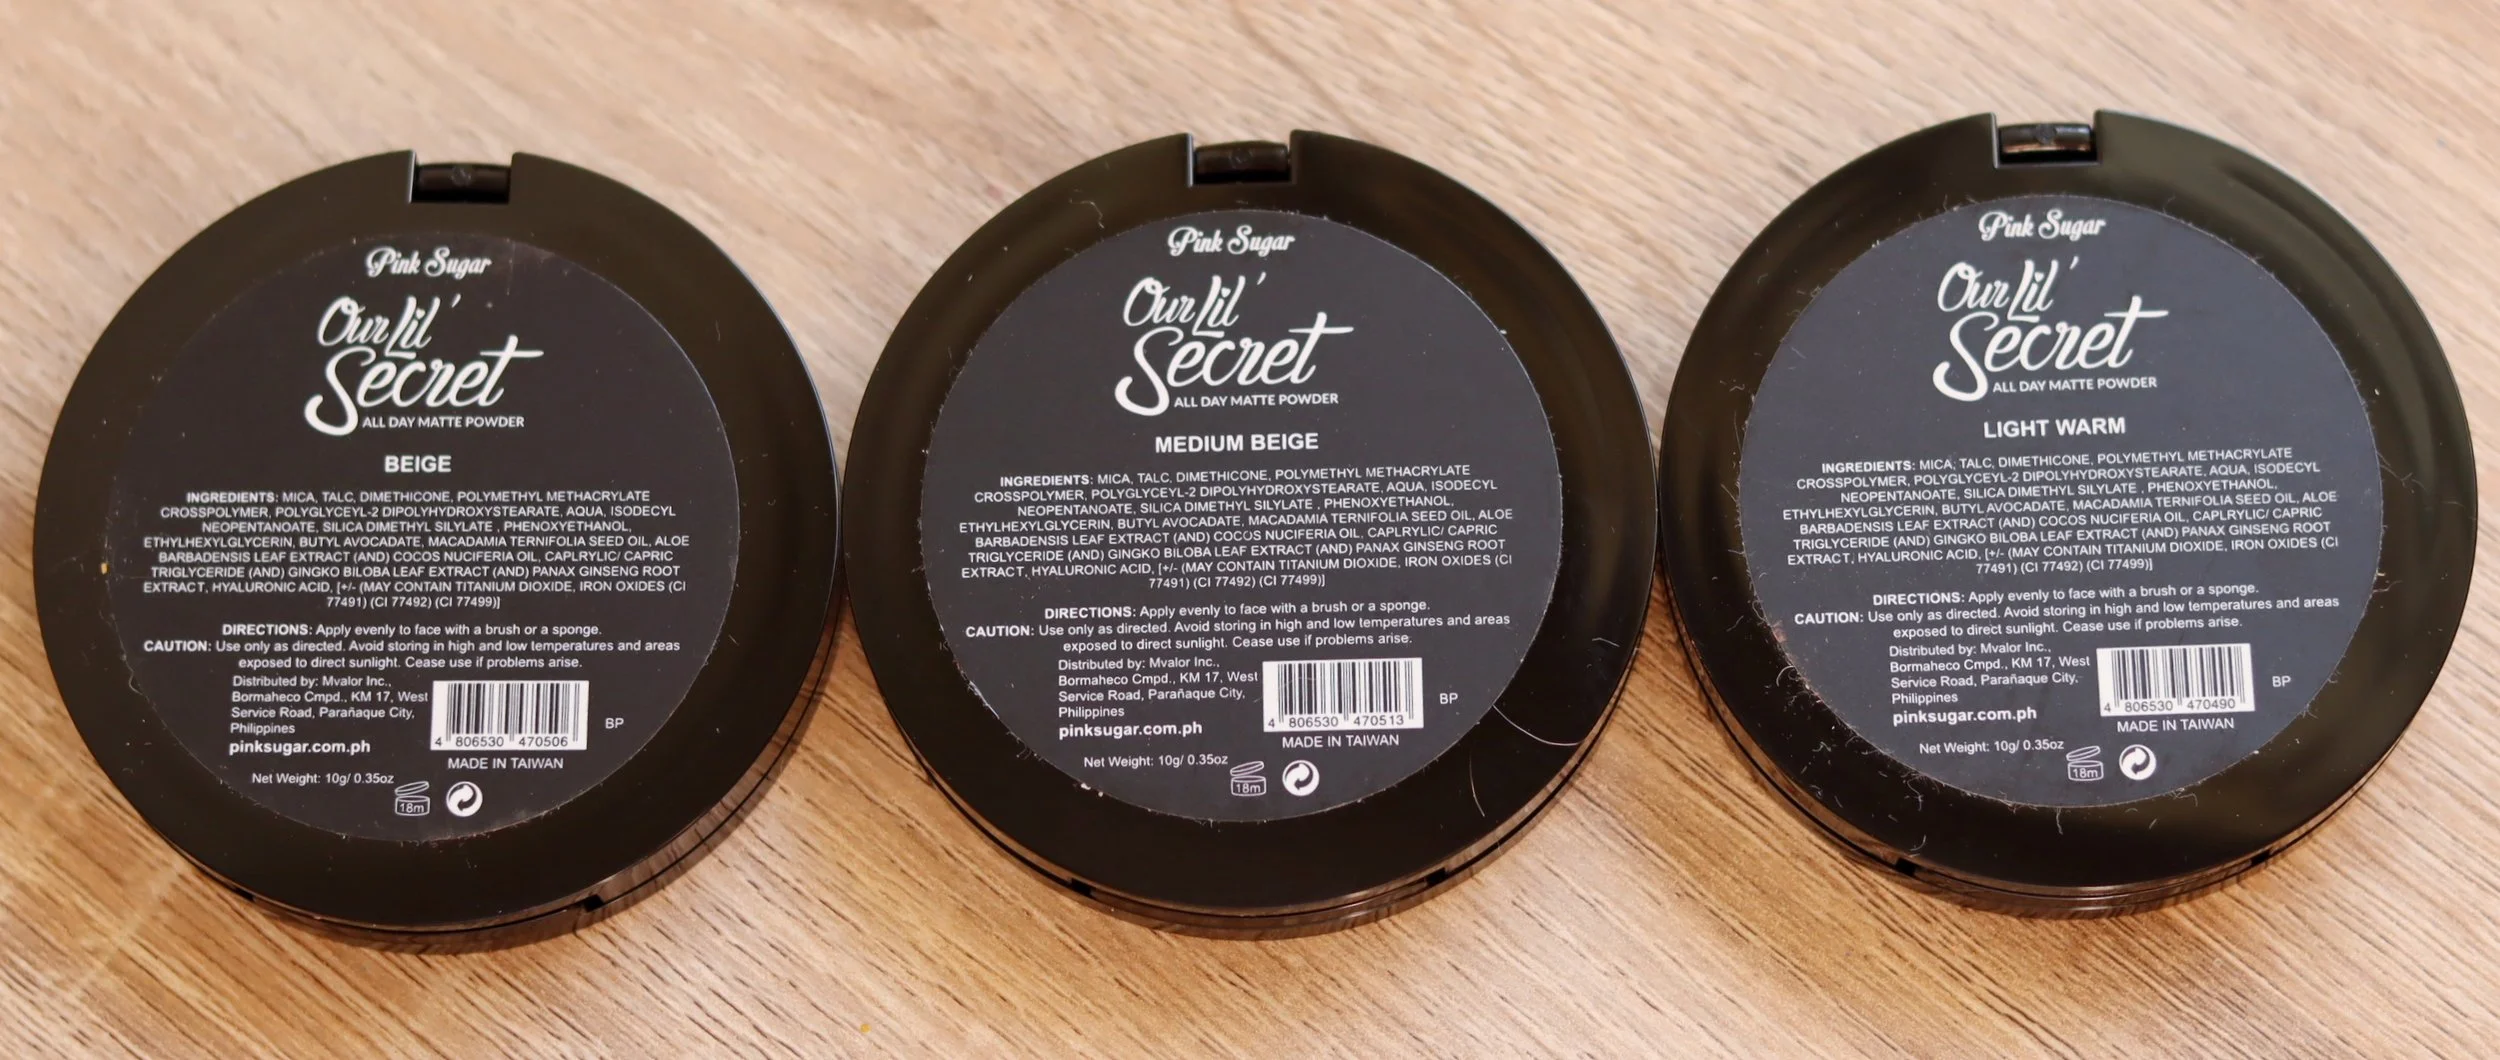 Pink Sugar
Our Lil'
Secret
ALL DAY MATTE POWDER
BEIGE
INGREDIENTS: MICA, TALC, DIMETHICONE, POLYMETHYL METHACRYLATE
CROSSPOLYMER, POLYGLYCEYL-2 DIPOLYHYDROXYSTEARATE, AQUA, ISODECYL
NEOPENTANOATE, SILICA DIMETHYL SILYLATE , PHENOXYETHANOL,
ETHYLHEXYLGLYCERIN, BUTYL AVOCADATE, MACADAMIA TERNIFOLIA SEED OIL, ALOE
BARBADENSIS LEAF EXTRACT (AND) COCOS NUCIFERIA OIL, CAPLRYLIC/ CAPRIC
TRIGLYCERIDE (AND) GINGKO BILOBA LEAF EXTRACT (AND) PANAX GINSENG ROOT
EXTRACT, HYALURONIC ACID, [+/- (MAY CONTAIN TITANIUM DIOXIDE, IRON OXIDES (CI
77491) (CI 77492) (CI 77499)]
DIRECTIONS: Apply evenly to face with a brush or a sponge.
CAUTION: Use only as directed. Avoid storing in high and low temperatures and areas
exposed to direct sunlight. Cease use if problems arise.
Distributed by: Mvalor Inc.,
Bormaheco Cmpd., KM 17, West
Service Road, Parañaque City,
Philippines
pinksugar.com.ph
4 806530 470506
BP
MADE IN TAIWAN
Net Weight: 10g/ 0.35oz
18m
Pink Sugar
Our Lil'
Secret
ALL DAY MATTE POWDER
MEDIUM BEIGE
INGREDIENTS: MICA, TALC, DIMETHICONE, POLYMETHYL METHACRYLATE
CROSSPOLYMER, POLYGLYCEYL-2 DIPOLYHYDROXYSTEARATE, AQUA, ISODECYL
NEOPENTANOATE, SILICA DIMETHYL SILYLATE , PHENOXYETHANOL,
ETHYLHEXYLGLYCERIN, BUTYL AVOCADATE, MACADAMIA TERNIFOLIA SEED OIL, ALOE
BARBADENSIS LEAF EXTRACT (AND) COCOS NUCIFERIA OIL, CAPLRYLIC/ CAPRIC
TRIGLYCERIDE (AND) GINGKO BILOBA LEAF EXTRACT (AND) PANAX GINSENG ROOT
EXTRACT, HYALURONIC ACID, [+/- (MAY CONTAIN TITANIUM DIOXIDE, IRON OXIDES (CI
77491) (CI 77492) (CI 77499)]
DIRECTIONS: Apply evenly to face with a brush or a sponge.
CAUTION: Use only as directed. Avoid storing in high and low temperatures and areas
exposed to direct sunlight. Cease use if problems arise.
Distributed by: Mvalor Inc.,
Bormaheco Cmpd., KM 17, West
Service Road, Parañaque City,
Philippines
pinksugar.com.ph
4 806530 470513
BP
MADE IN TAIWAN
Net Weight: 10g/ 0.35oz
18m
Pink Sugar
Our Lil'
Secret
ALL DAY MATTE POWDER
LIGHT WARM
INGREDIENTS: MICA, TALC, DIMETHICONE, POLYMETHYL METHACRYLATE
CROSSPOLYMER, POLYGLYCEYL-2 DIPOLYHYDROXYSTEARATE, AQUA, ISODECYL
NEOPENTANOATE, SILICA DIMETHYL SILYLATE , PHENOXYETHANOL,
ETHYLHEXYLGLYCERIN, BUTYL AVOCADATE, MACADAMIA TERNIFOLIA SEED OIL, ALOE
BARBADENSIS LEAF EXTRACT (AND) COCOS NUCIFERIA OIL, CAPLRYLIC/ CAPRIC
TRIGLYCERIDE (AND) GINGKO BILOBA LEAF EXTRACT (AND) PANAX GINSENG ROOT
EXTRACT, HYALURONIC ACID, [+/- (MAY CONTAIN TITANIUM DIOXIDE, IRON OXIDES (CI
77491) (CI 77492) (CI 77499)]
DIRECTIONS: Apply evenly to face with a brush or a sponge.
CAUTION: Use only as directed. Avoid storing in high and low temperatures and areas
exposed to direct sunlight. Cease use if problems arise.
Distributed by: Mvalor Inc.,
Bormaheco Cmpd., KM 17, West
Service Road, Parañaque City,
Philippines
pinksugar.com.ph
4 806530 470490
BP
MADE IN TAIWAN
Net Weight: 10g/ 0.35oz
18m